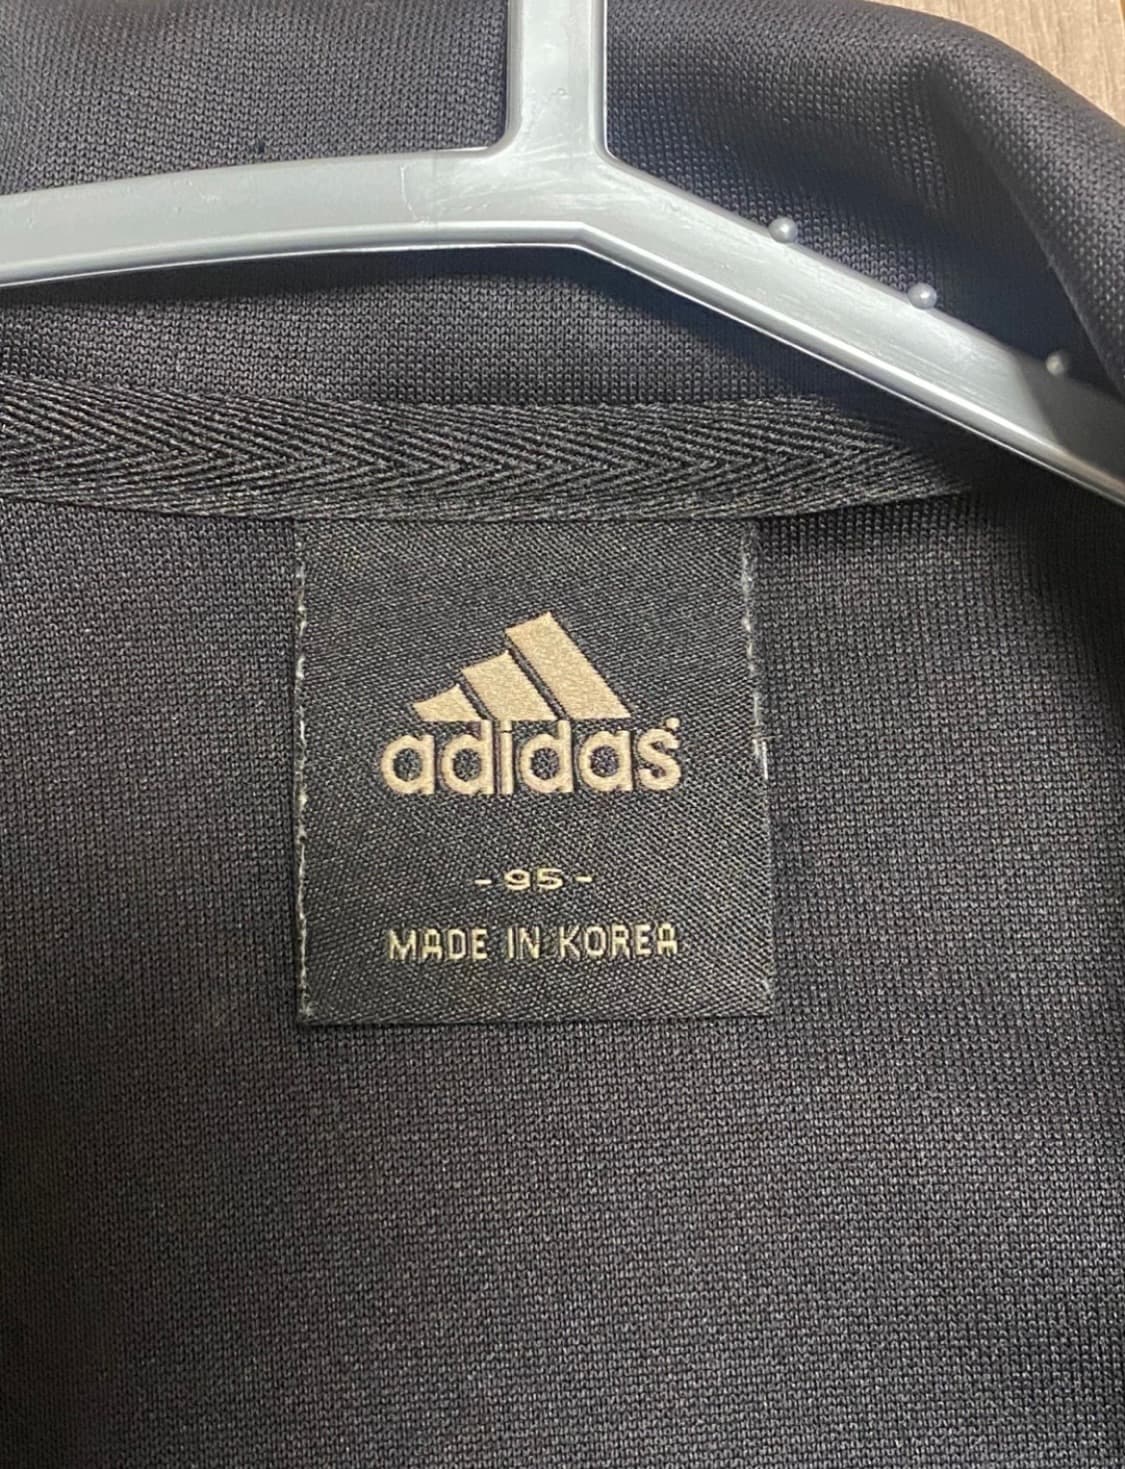 adidas
- 95 -
MADE IN KOREA